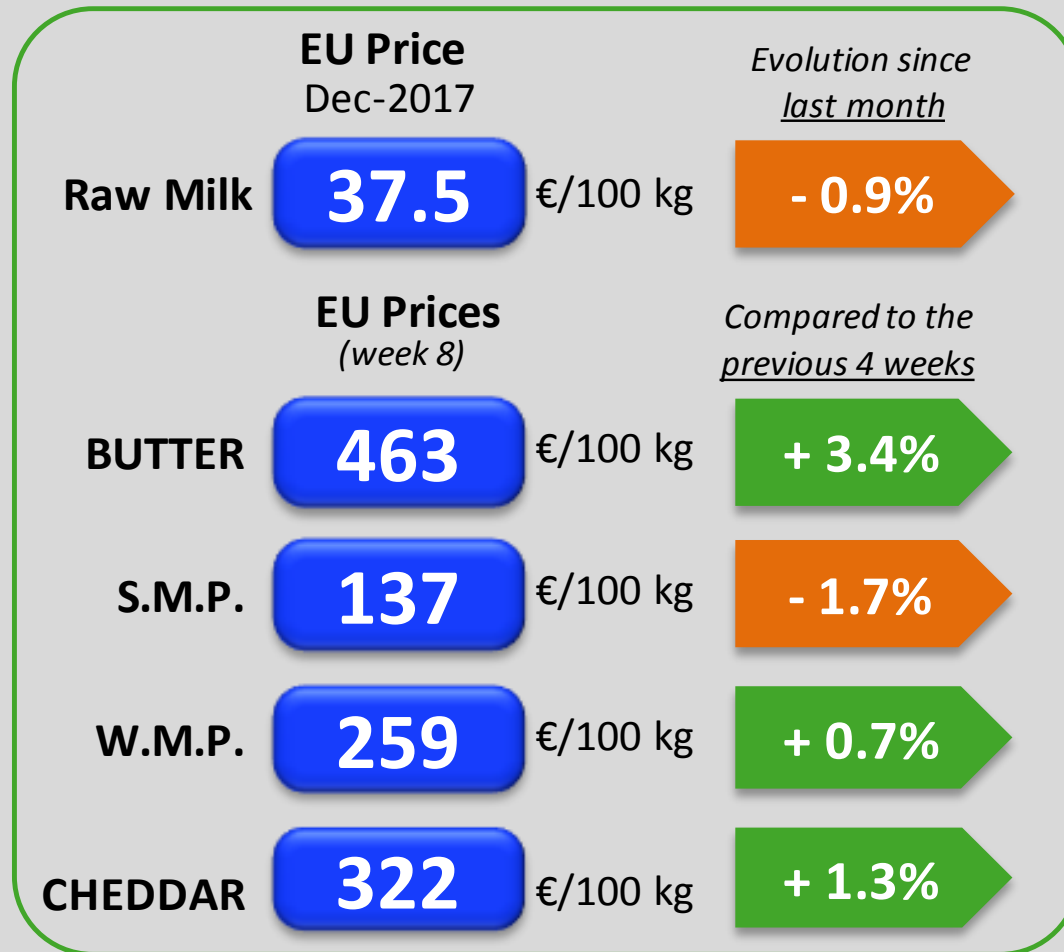 EU Price
Dec-2017
Evolution since
last month
Raw Milk 37.5 €/100 kg - 0.9%
EU Prices
(week 8)
Compared to the
previous 4 weeks
BUTTER 463 €/100 kg + 3.4%
S.M.P. 137 €/100 kg - 1.7%
W.M.P. 259 €/100 kg + 0.7%
CHEDDAR 322 €/100 kg + 1.3%